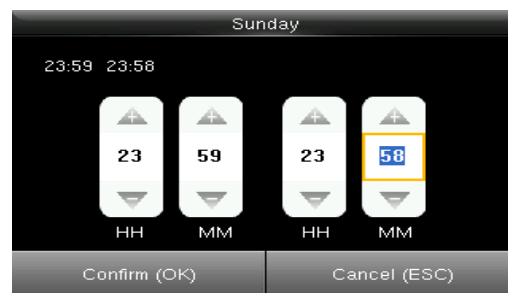 Sunday
23:59 23:58
+ + + +
23 59 23 58
- - - -
HH MM HH MM
Confirm (OK) Cancel (ESC)